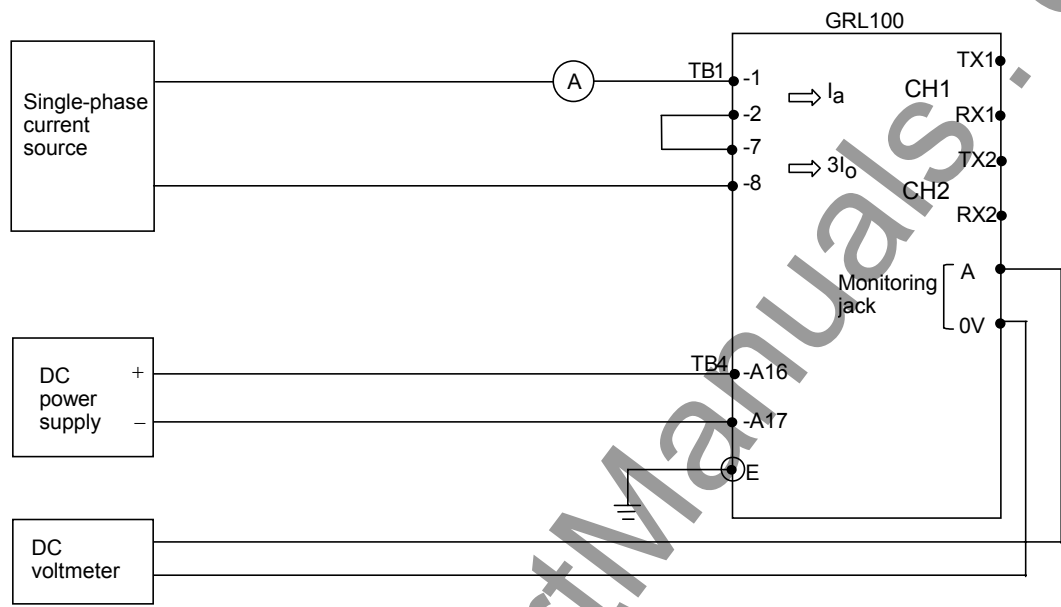 GRL100
Single-phase
current
source
A
TB1
-1
-2
-7
-8
Ia
3Io
CH1
CH2
TX1
RX1
TX2
RX2
Monitoring
jack
A
0V
DC
power
supply
+
−
TB4
-A16
-A17
E
DC
voltmeter